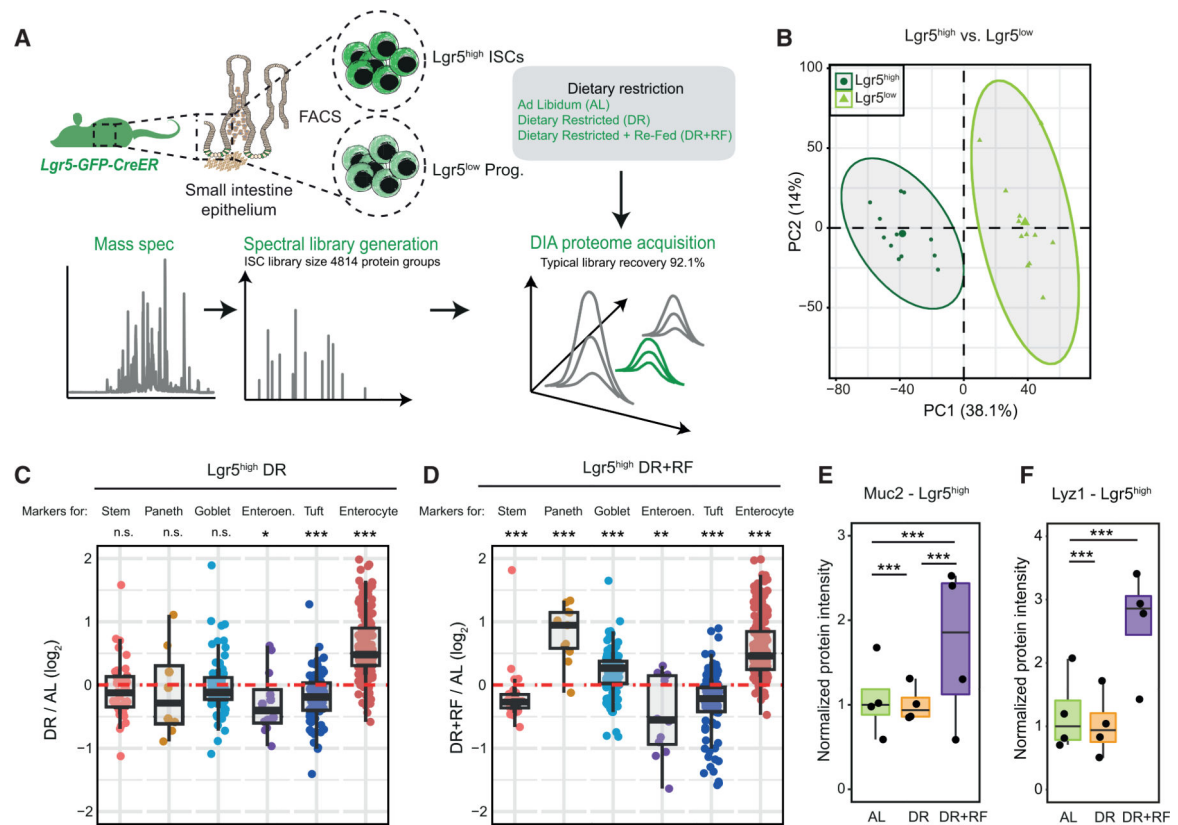 A
Lgr5-GFP-CreER
Small intestine
epithelium
FACS
Lgr5high ISCs
Lgr5low Prog.
Dietary restriction
Ad Libidum (AL)
Dietary Restricted (DR)
Dietary Restricted + Re-Fed (DR+RF)
Mass spec
Spectral library generation
ISC library size 4814 protein groups
DIA proteome acquisition
Typical library recovery 92.1%
B
Lgr5high vs. Lgr5low
Lgr5high
Lgr5low
PC2 (14%)
100
50
0
−50
−80 −40 0 40
PC1 (38.1%)
C
Lgr5high DR
Markers for: Stem Paneth Goblet Enteroen. Tuft Enterocyte
n.s. n.s. n.s. * *** ***
DR / AL (log2)
2
1
0
−1
−2
D
Lgr5high DR+RF
Markers for: Stem Paneth Goblet Enteroen. Tuft Enterocyte
*** *** *** ** *** ***
DR+RF / AL (log2)
2
1
0
−1
−2
E
Muc2 - Lgr5high
***
*** ***
Normalized protein intensity
3
2
1
0
AL DR DR+RF
F
Lyz1 - Lgr5high
***
***
Normalized protein intensity
4
3
2
1
0
AL DR DR+RF